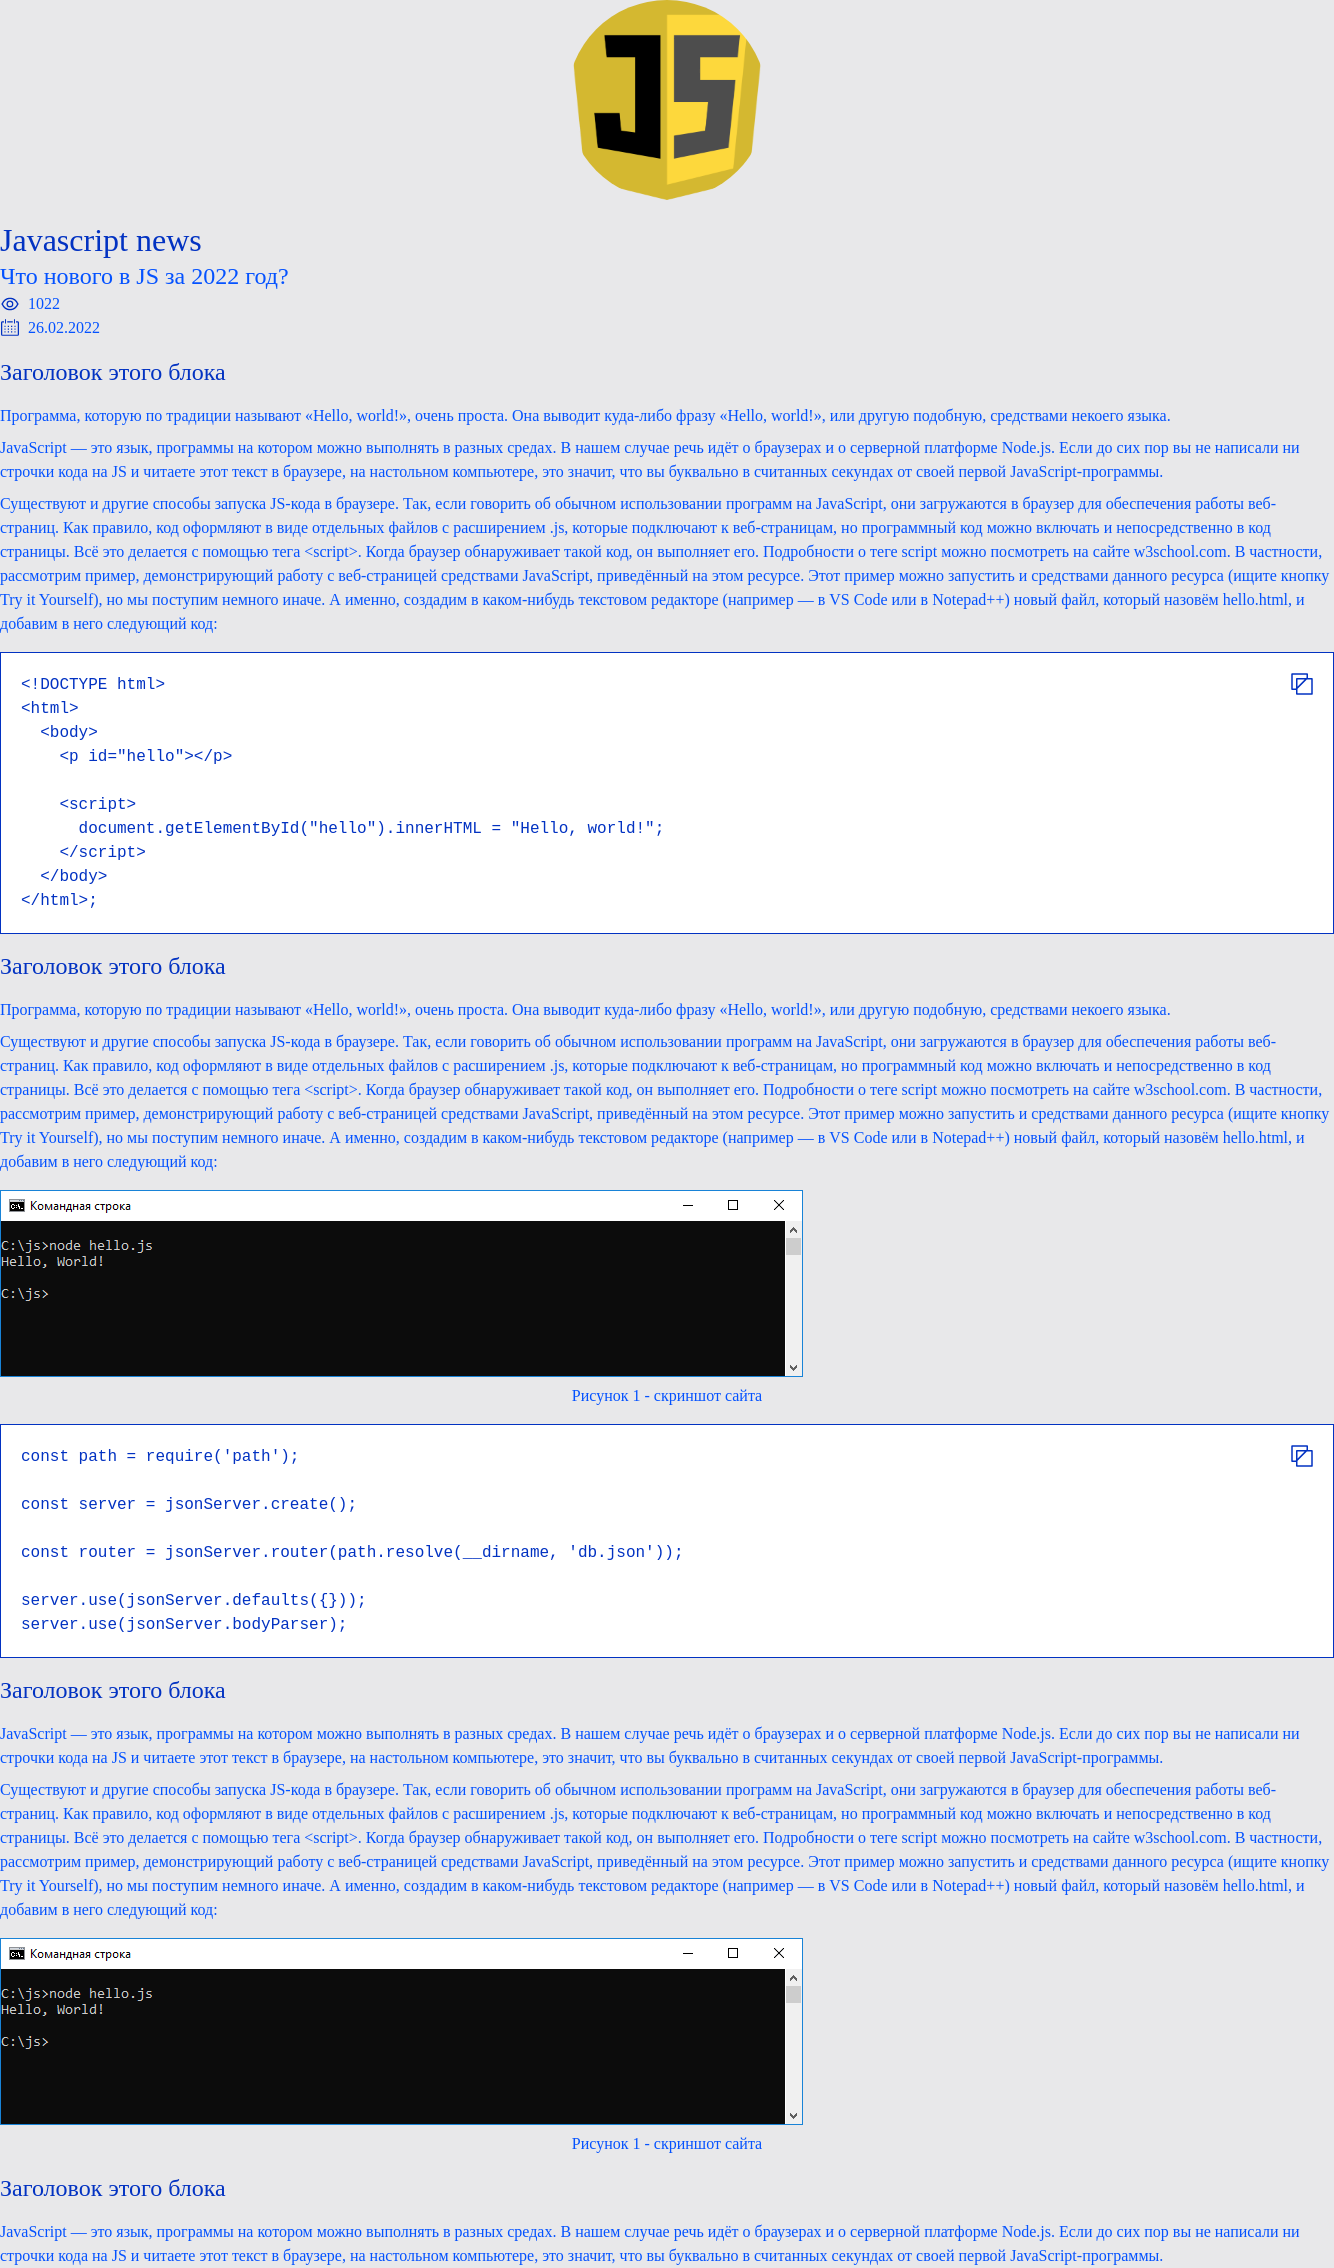 JS
Javascript news
Что нового в JS за 2022 год?
1022
26.02.2022
Заголовок этого блока
Программа, которую по традиции называют «Hello, world!», очень проста. Она выводит куда-либо фразу «Hello, world!», или другую подобную, средствами некоего языка.
JavaScript — это язык, программы на котором можно выполнять в разных средах. В нашем случае речь идёт о браузерах и о серверной платформе Node.js. Если до сих пор вы не написали ни
строчки кода на JS и читаете этот текст в браузере, на настольном компьютере, это значит, что вы буквально в считанных секундах от своей первой JavaScript-программы.
Существуют и другие способы запуска JS-кода в браузере. Так, если говорить об обычном использовании программ на JavaScript, они загружаются в браузер для обеспечения работы веб-
страниц. Как правило, код оформляют в виде отдельных файлов с расширением .js, которые подключают к веб-страницам, но программный код можно включать и непосредственно в код
страницы. Всё это делается с помощью тега <script>. Когда браузер обнаруживает такой код, он выполняет его. Подробности о теге script можно посмотреть на сайте w3school.com. В частности,
рассмотрим пример, демонстрирующий работу с веб-страницей средствами JavaScript, приведённый на этом ресурсе. Этот пример можно запустить и средствами данного ресурса (ищите кнопку
Try it Yourself), но мы поступим немного иначе. А именно, создадим в каком-нибудь текстовом редакторе (например — в VS Code или в Notepad++) новый файл, который назовём hello.html, и
добавим в него следующий код:
<!DOCTYPE html>
<html>
  <body>
    <p id="hello"></p>

    <script>
      document.getElementById("hello").innerHTML = "Hello, world!";
    </script>
  </body>
</html>;
Заголовок этого блока
Программа, которую по традиции называют «Hello, world!», очень проста. Она выводит куда-либо фразу «Hello, world!», или другую подобную, средствами некоего языка.
Существуют и другие способы запуска JS-кода в браузере. Так, если говорить об обычном использовании программ на JavaScript, они загружаются в браузер для обеспечения работы веб-
страниц. Как правило, код оформляют в виде отдельных файлов с расширением .js, которые подключают к веб-страницам, но программный код можно включать и непосредственно в код
страницы. Всё это делается с помощью тега <script>. Когда браузер обнаруживает такой код, он выполняет его. Подробности о теге script можно посмотреть на сайте w3school.com. В частности,
рассмотрим пример, демонстрирующий работу с веб-страницей средствами JavaScript, приведённый на этом ресурсе. Этот пример можно запустить и средствами данного ресурса (ищите кнопку
Try it Yourself), но мы поступим немного иначе. А именно, создадим в каком-нибудь текстовом редакторе (например — в VS Code или в Notepad++) новый файл, который назовём hello.html, и
добавим в него следующий код:
Командная строка
C:\js>node hello.js
Hello, World!
C:\js>
Рисунок 1 - скриншот сайта
const path = require('path');

const server = jsonServer.create();

const router = jsonServer.router(path.resolve(__dirname, 'db.json'));

server.use(jsonServer.defaults({}));
server.use(jsonServer.bodyParser);
Заголовок этого блока
JavaScript — это язык, программы на котором можно выполнять в разных средах. В нашем случае речь идёт о браузерах и о серверной платформе Node.js. Если до сих пор вы не написали ни
строчки кода на JS и читаете этот текст в браузере, на настольном компьютере, это значит, что вы буквально в считанных секундах от своей первой JavaScript-программы.
Существуют и другие способы запуска JS-кода в браузере. Так, если говорить об обычном использовании программ на JavaScript, они загружаются в браузер для обеспечения работы веб-
страниц. Как правило, код оформляют в виде отдельных файлов с расширением .js, которые подключают к веб-страницам, но программный код можно включать и непосредственно в код
страницы. Всё это делается с помощью тега <script>. Когда браузер обнаруживает такой код, он выполняет его. Подробности о теге script можно посмотреть на сайте w3school.com. В частности,
рассмотрим пример, демонстрирующий работу с веб-страницей средствами JavaScript, приведённый на этом ресурсе. Этот пример можно запустить и средствами данного ресурса (ищите кнопку
Try it Yourself), но мы поступим немного иначе. А именно, создадим в каком-нибудь текстовом редакторе (например — в VS Code или в Notepad++) новый файл, который назовём hello.html, и
добавим в него следующий код:
Командная строка
C:\js>node hello.js
Hello, World!
C:\js>
Рисунок 1 - скриншот сайта
Заголовок этого блока
JavaScript — это язык, программы на котором можно выполнять в разных средах. В нашем случае речь идёт о браузерах и о серверной платформе Node.js. Если до сих пор вы не написали ни
строчки кода на JS и читаете этот текст в браузере, на настольном компьютере, это значит, что вы буквально в считанных секундах от своей первой JavaScript-программы.